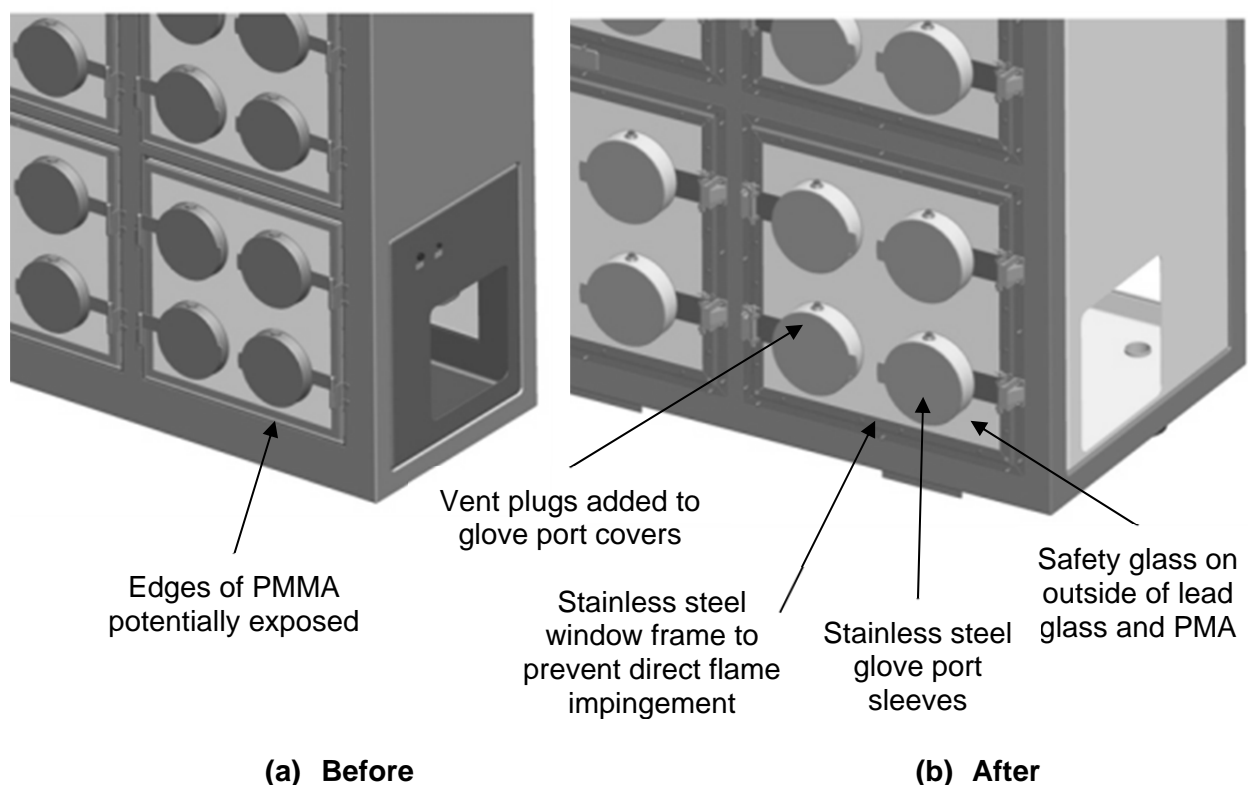 Edges of PMMA
potentially exposed
Vent plugs added to
glove port covers
Stainless steel
window frame to
prevent direct flame
impingement
Stainless steel
glove port
sleeves
Safety glass on
outside of lead
glass and PMA
(a) Before
(b) After